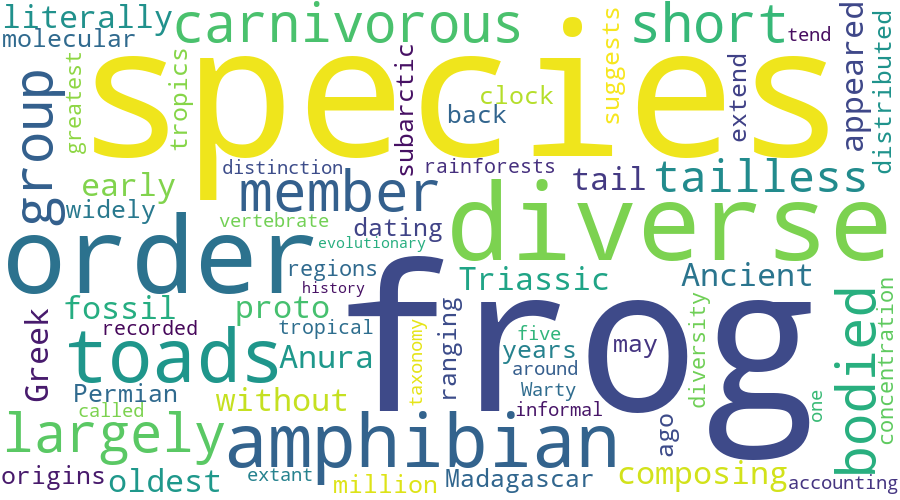 literally
carnivorous
short
molecular
tend
species
greatest
tropics
subarctic
clock
back
suggests
extend
appeared
distributed
group
distinction
rainforests
early
member
tail
tailless
widely
vertebrate
dating
diverse
order
evolutionary
regions
history
Triassic
Ancient
fossil
proto
frog
recorded
tropical
Greek
toads
Anura
taxonomy
ranging
five
years
may
diversity
bodied
concentration
around
Permian
without
Warty
called
informal
one
largely
amphibian
ago
origins
oldest
extant
million
Madagascar
composing
accounting